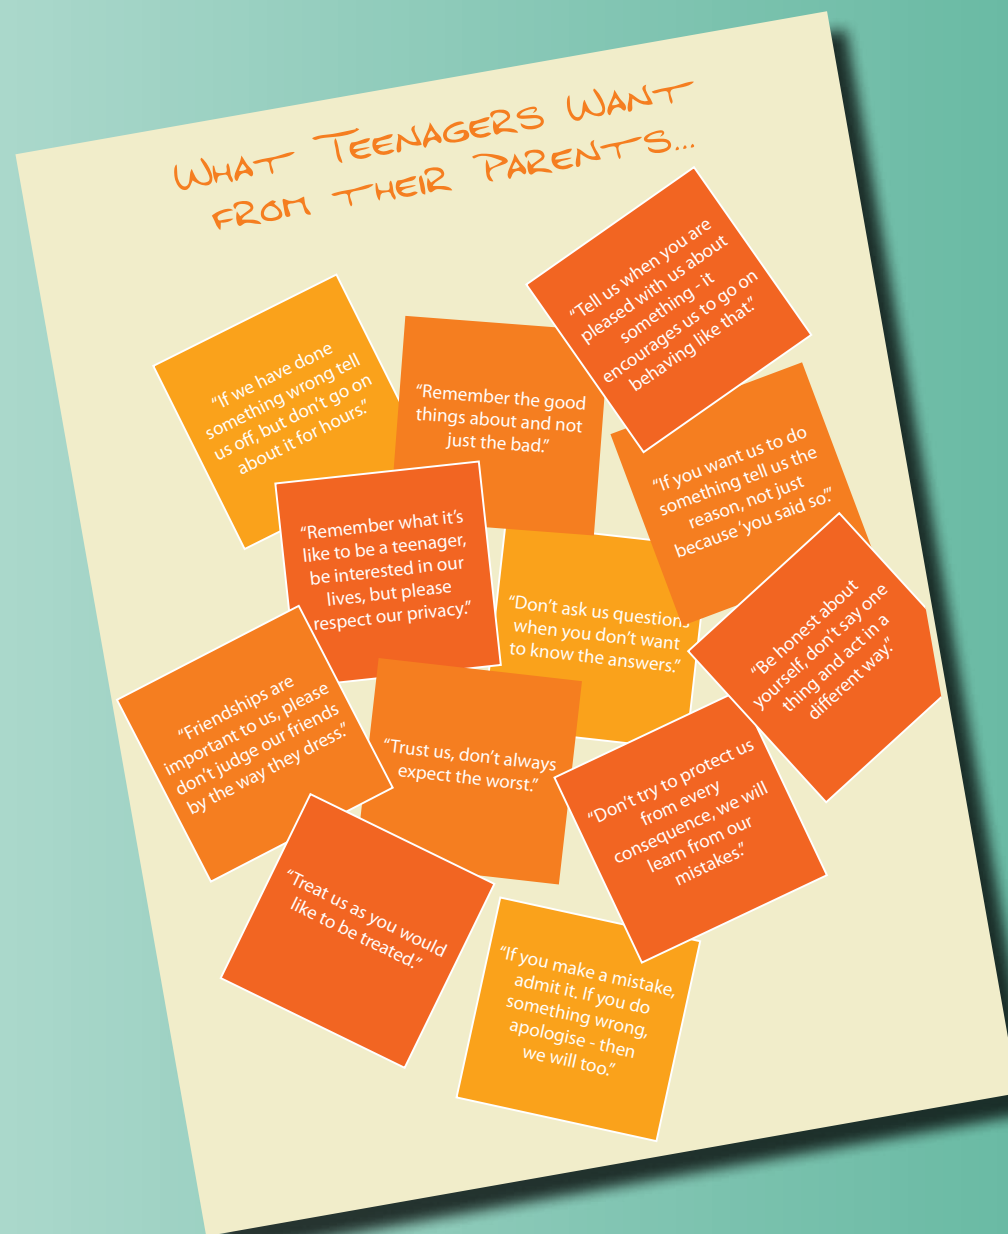 What Teenagers Want
from their Parents...
“Tell us when you are
pleased with us about
something - it
encourages us to go on
behaving like that.”
“If we have done
something wrong tell
us off, but don’t go on
about it for hours.”
“Remember the good
things about and not
just the bad.”
“If you want us to do
something tell us the
reason, not just
because ‘you said so’.”
“Remember what it’s
like to be a teenager,
be interested in our
lives, but please
respect our privacy.”
“Don’t ask us questions
when you don’t want
to know the answers.”
“Be honest about
yourself, don’t say one
thing and act in a
different way.”
“Friendships are
important to us, please
don’t judge our friends
by the way they dress.”
“Trust us, don’t always
expect the worst.”
“Don’t try to protect us
from every
consequence, we will
learn from our
mistakes.”
“Treat us as you would
like to be treated.”
“If you make a mistake,
admit it. If you do
something wrong,
apologise - then
we will too.”